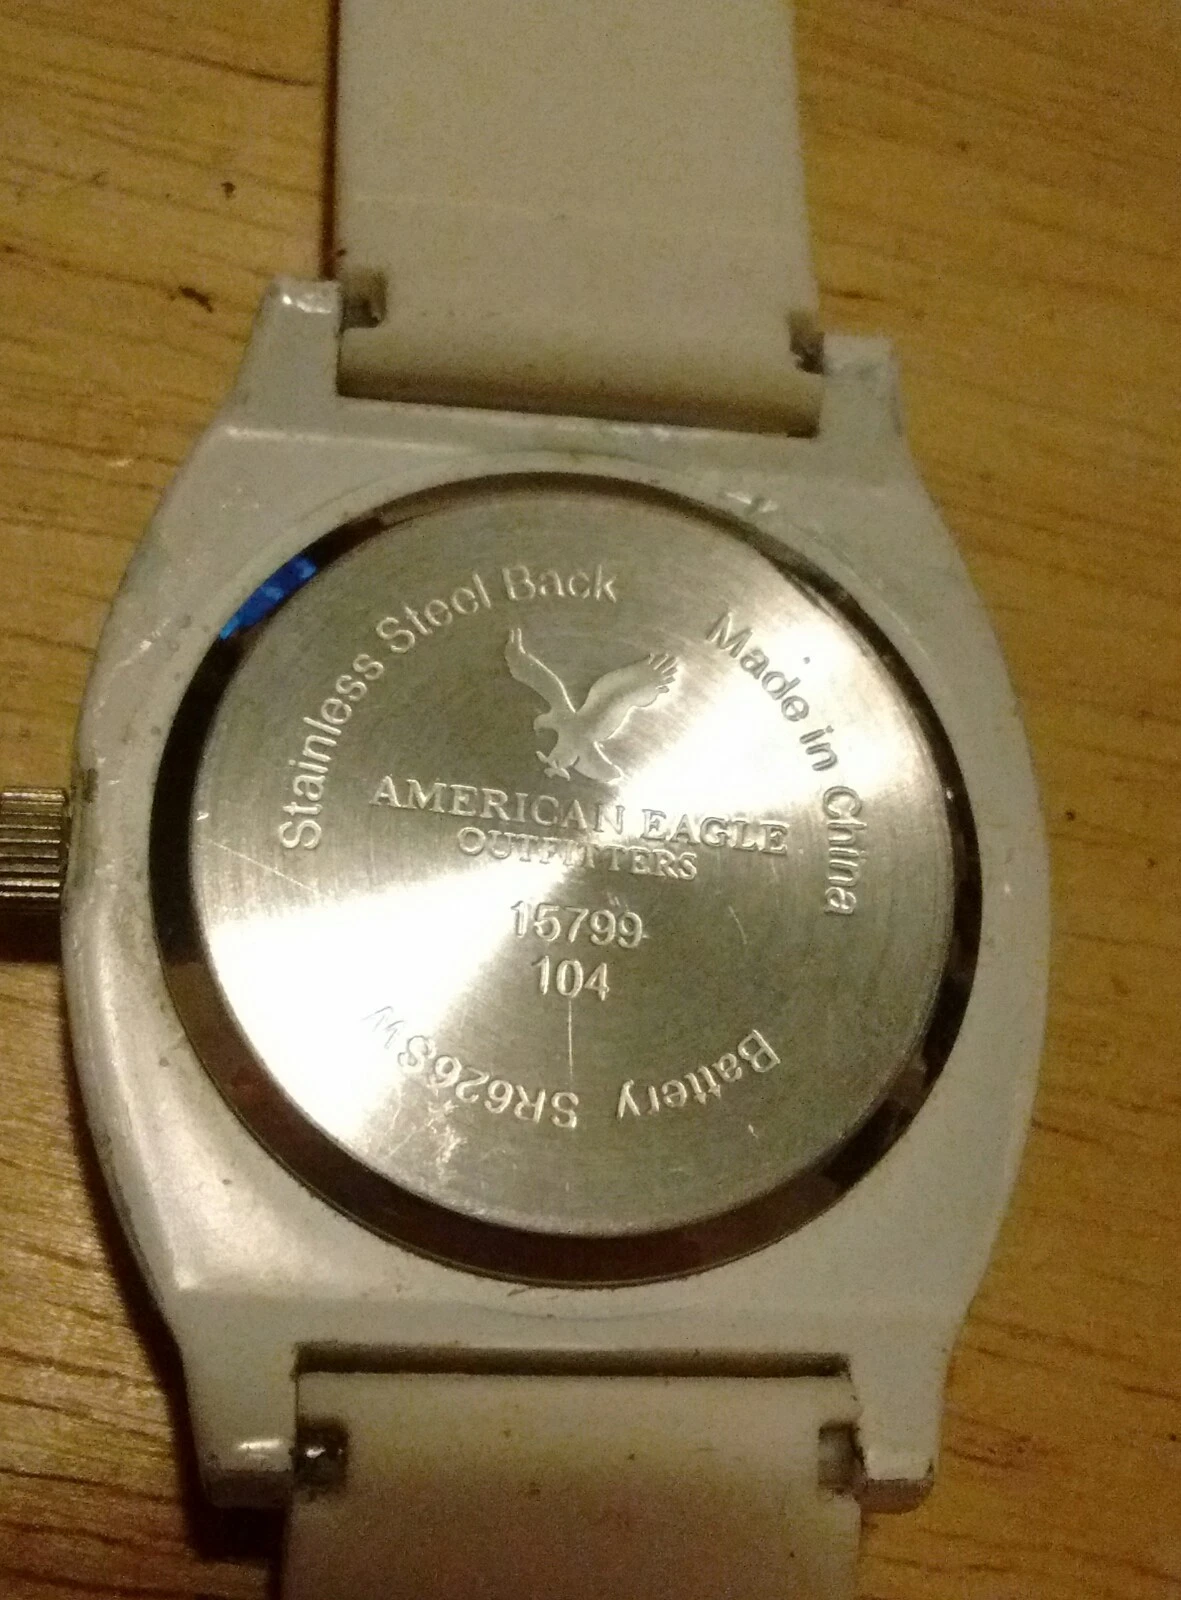 Stainless Steel Back
Made in China
AMERICAN EAGLE
OUTFITTERS
15799
104
Battery SR626SW